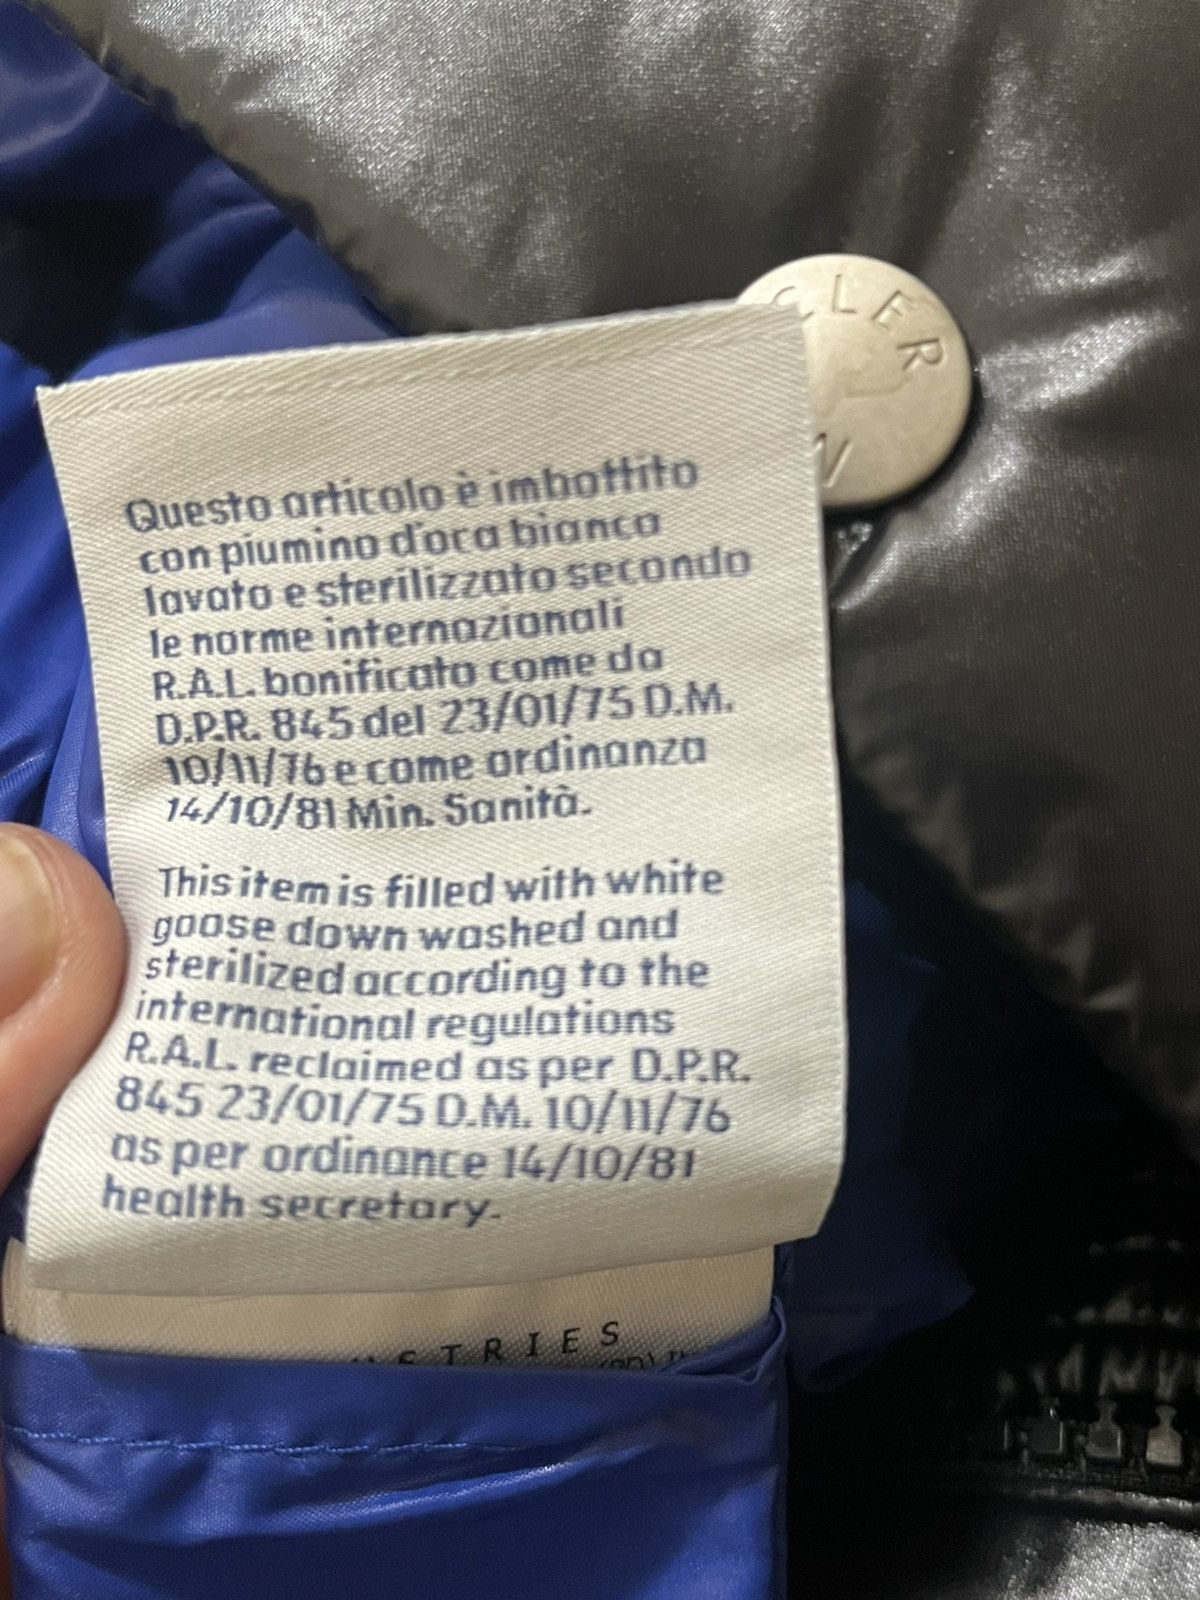 CLER
Questo articolo è imbottito
con piumino d'oca bianca
lavato e sterilizzato secondo
le norme internazionali
R.A.L. bonificato come da
D.P.R. 845 del 23/01/75 D.M.
10/11/76 e come ordinanza
14/10/81 Min. Sanità.
This item is filled with white
goose down washed and
sterilized according to the
international regulations
R.A.L. reclaimed as per D.P.R.
845 23/01/75 D.M. 10/11/76
as per ordinance 14/10/81
health secretary.
STRIES